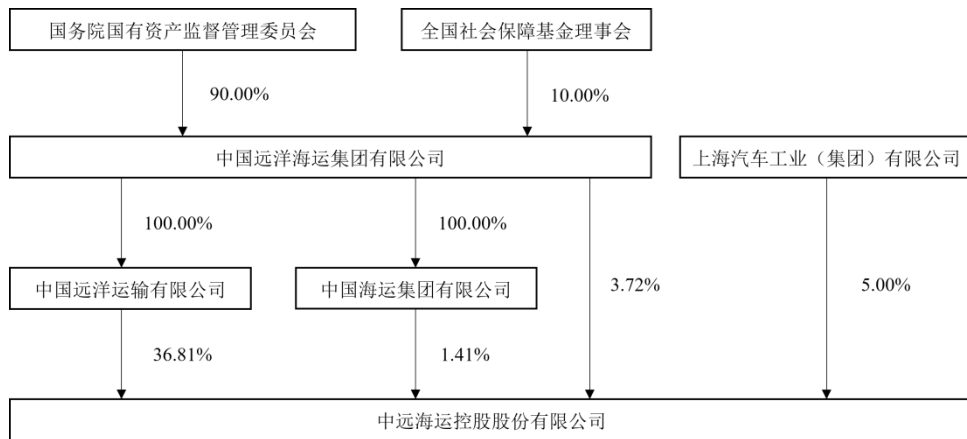 国务院国有资产监督管理委员会
全国社会保障基金理事会
90.00%
10.00%
中国远洋海运集团有限公司
上海汽车工业（集团）有限公司
100.00%
100.00%
中国远洋运输有限公司
中国海运集团有限公司
3.72%
5.00%
36.81%
1.41%
中远海运控股股份有限公司